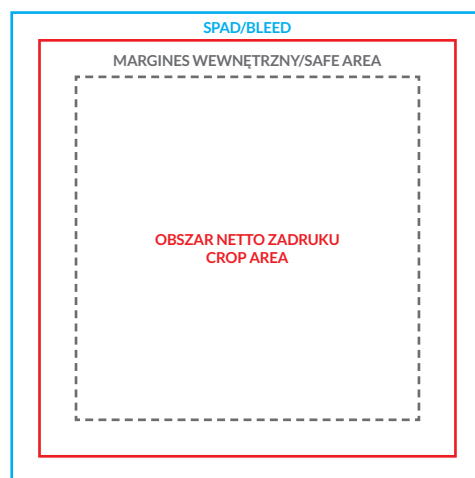 SPAD/BLEED
MARGINES WEWNĘTRZNY/SAFE AREA
OBSZAR NETTO ZADRUKU
CROP AREA